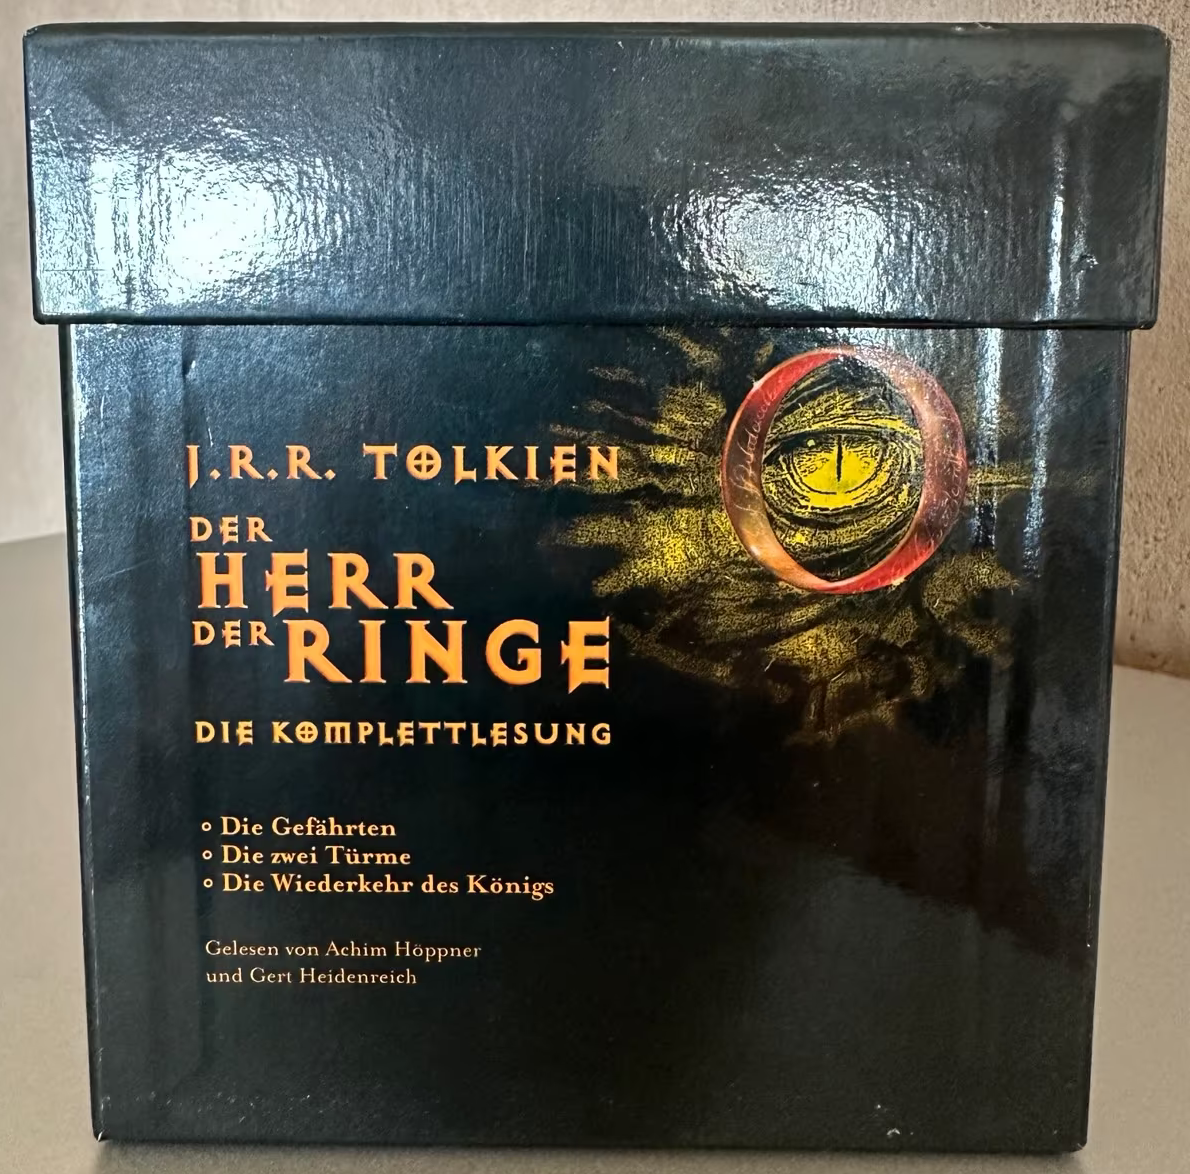 J.R.R. TOLKIEN
DER
HERR
DER RINGE
DIE KOMPLETTLESUNG
Die Gefährten
Die zwei Türme
Die Wiederkehr des Königs
Gelesen von Achim Höppner
und Gert Heidenreich